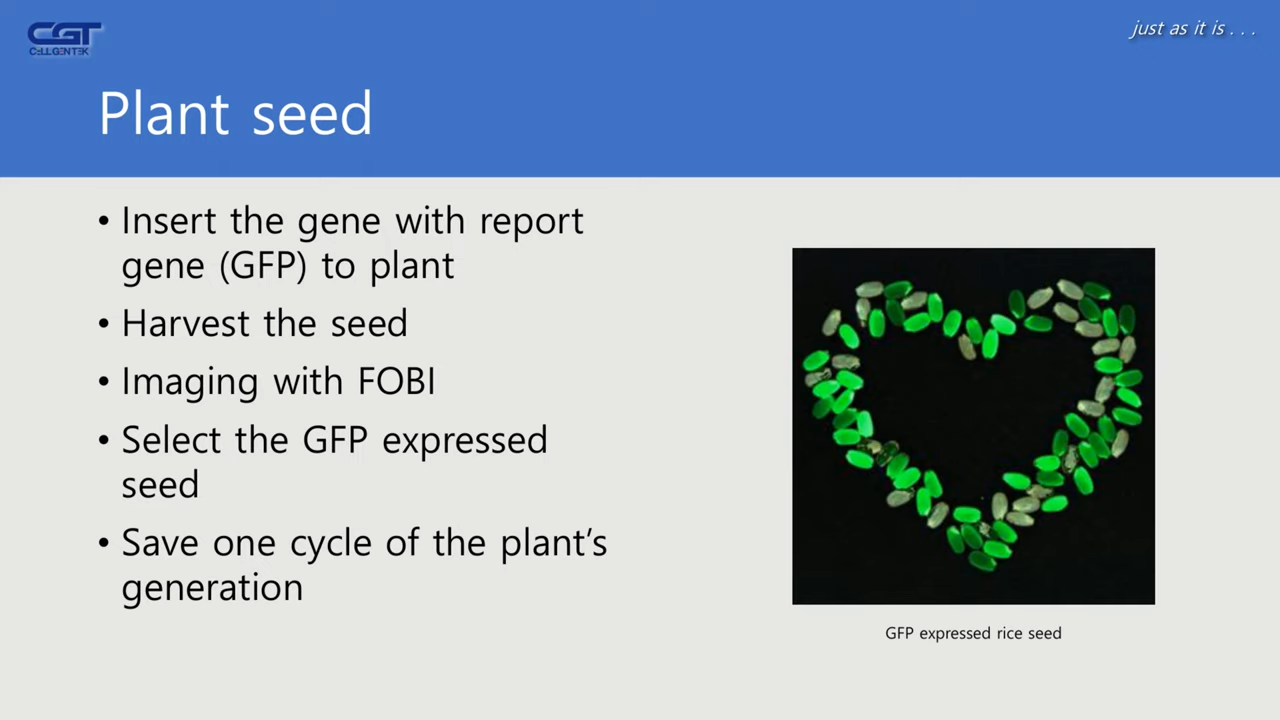 CGT
CELLGENTEK
just as it is . . .
Plant seed
• Insert the gene with report
gene (GFP) to plant
• Harvest the seed
• Imaging with FOBI
• Select the GFP expressed
seed
• Save one cycle of the plant’s
generation
GFP expressed rice seed